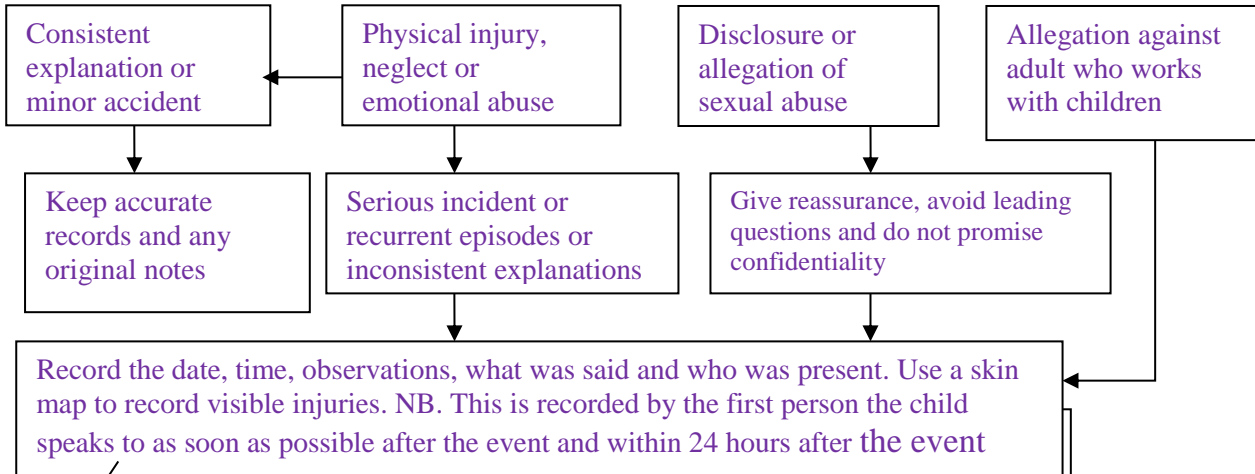 Consistent
explanation or
minor accident
Physical injury,
neglect or
emotional abuse
Disclosure or
allegation of
sexual abuse
Allegation against
adult who works
with children
Keep accurate
records and any
original notes
Serious incident or
recurrent episodes or
inconsistent explanations
Give reassurance, avoid leading
questions and do not promise
confidentiality
Record the date, time, observations, what was said and who was present. Use a skin
map to record visible injuries. NB. This is recorded by the first person the child
speaks to as soon as possible after the event and within 24 hours after the event